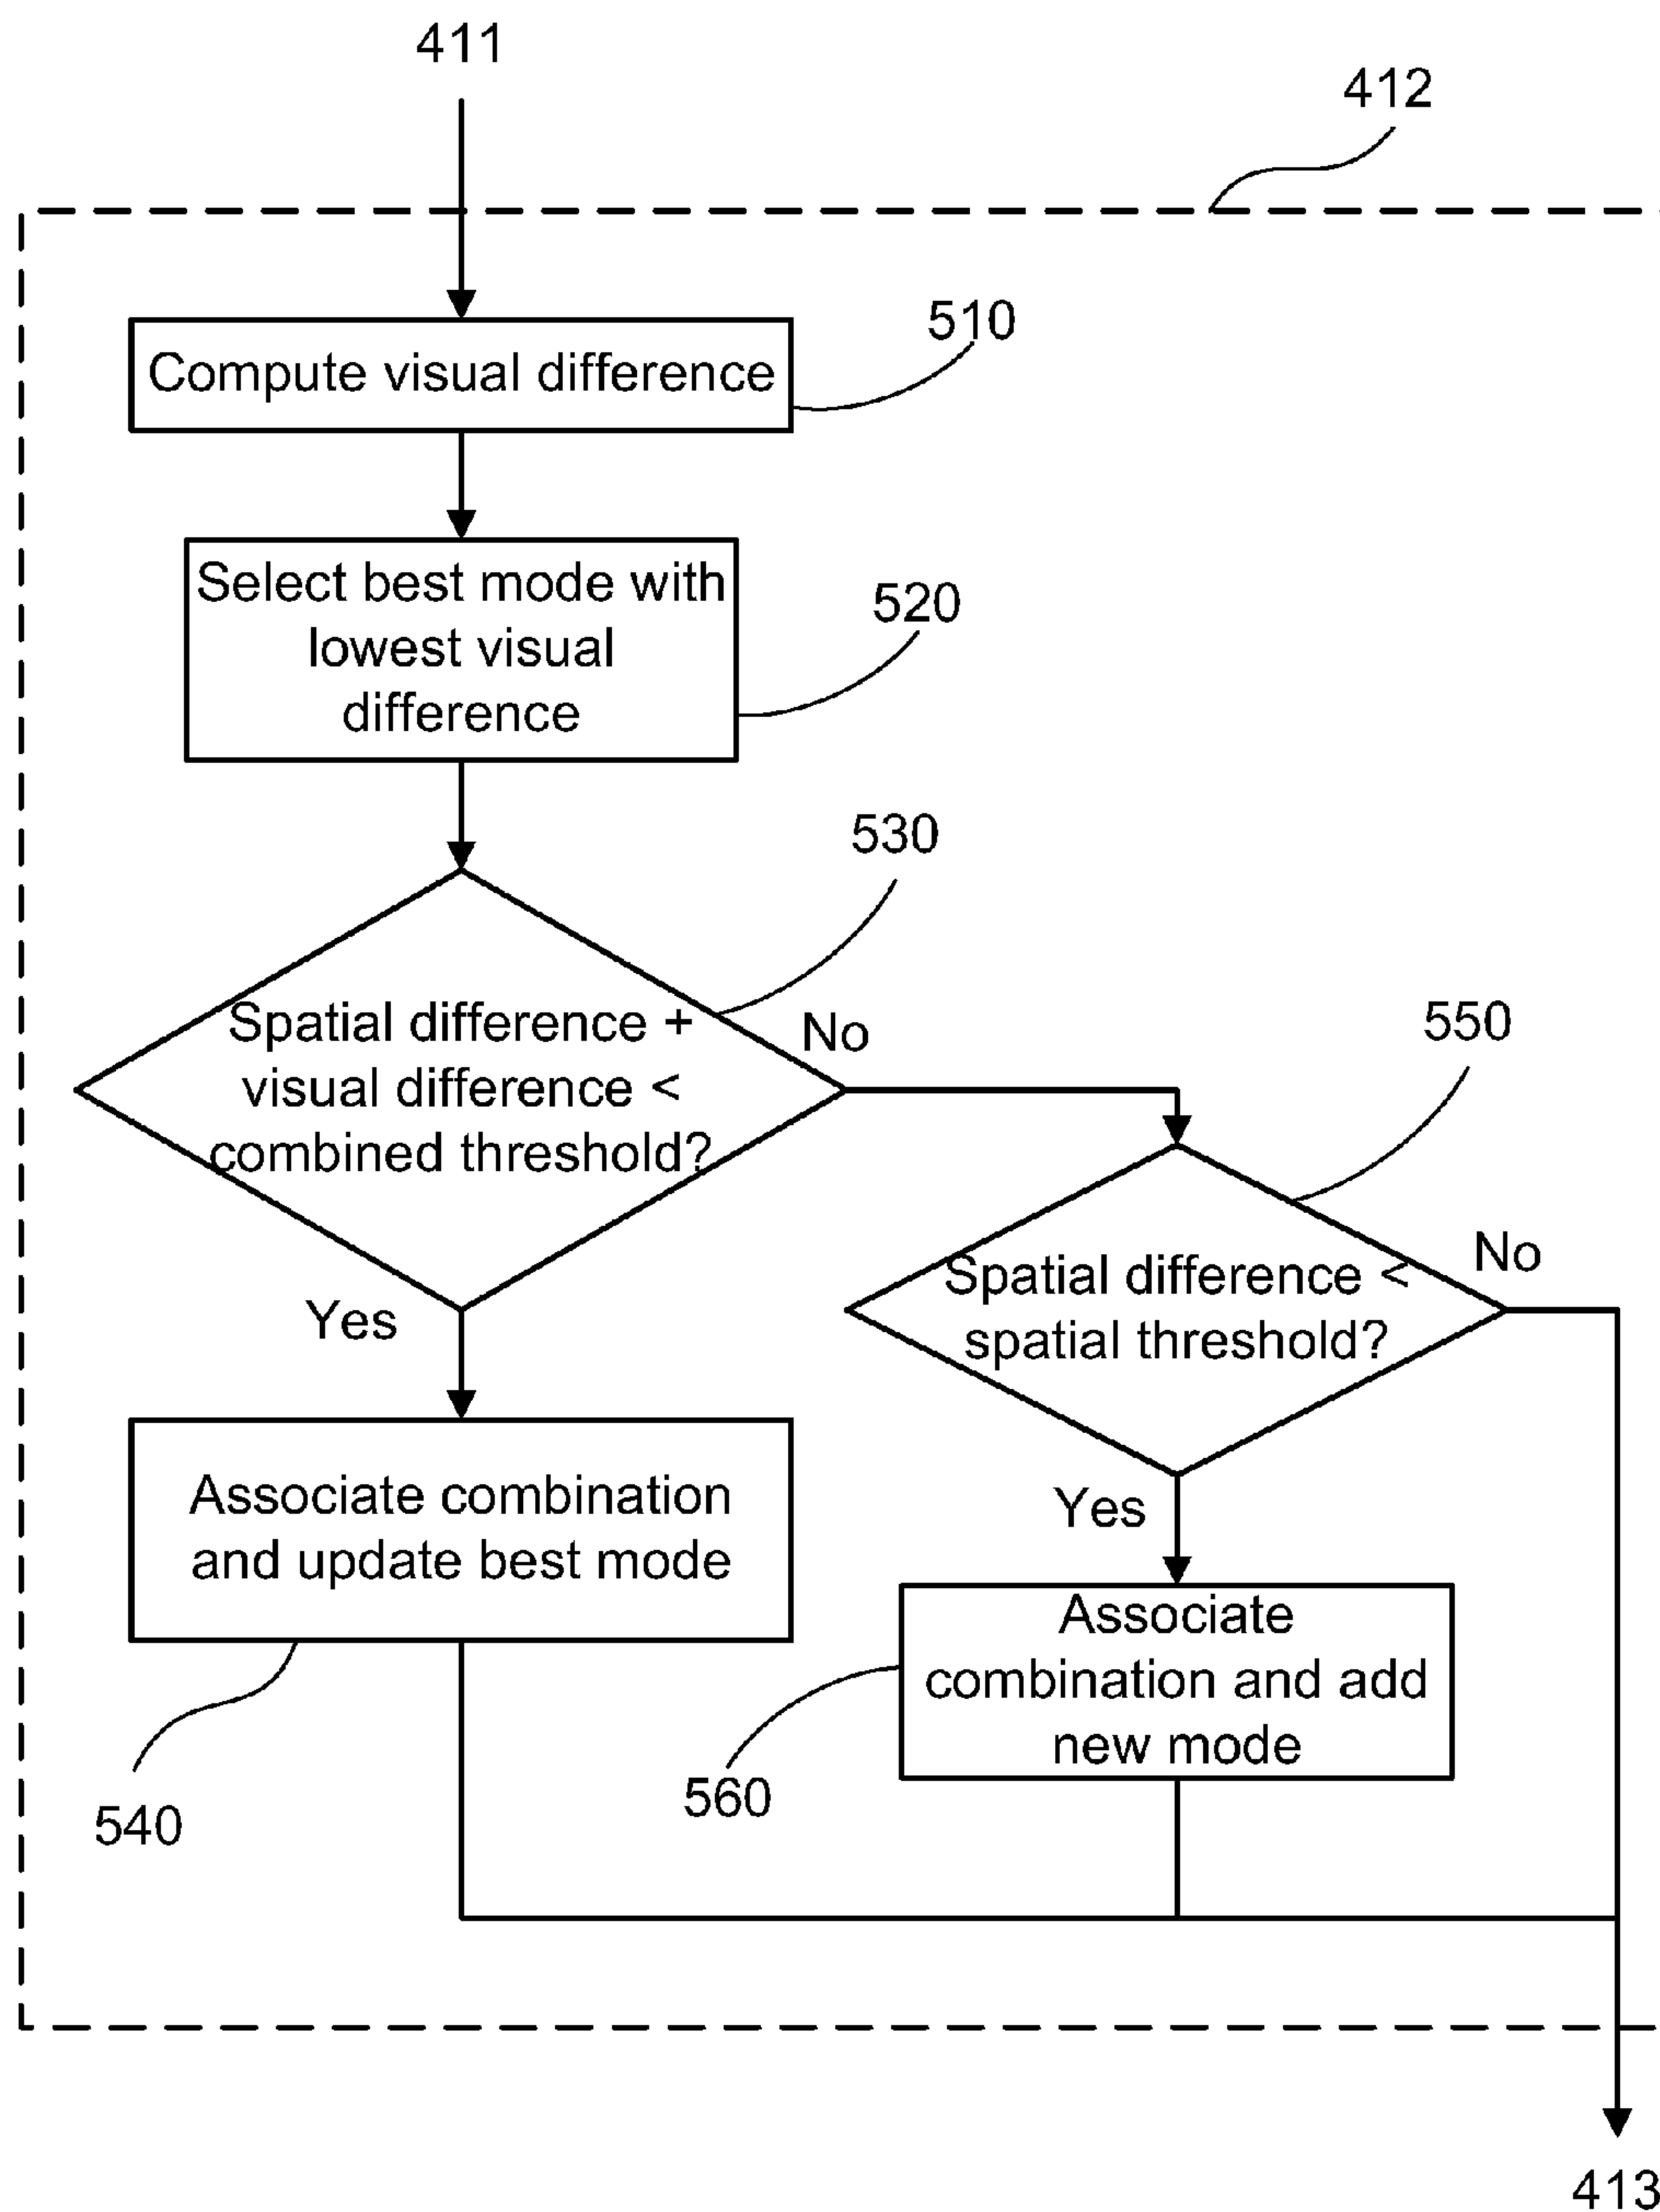 411
412
510
Compute visual difference
Select best mode with
lowest visual
difference
520
530
Spatial difference +
visual difference <
combined threshold?
No
550
Spatial difference <
spatial threshold?
No
Yes
Associate combination
and update best mode
540
Yes
Associate
combination and add
new mode
560
413